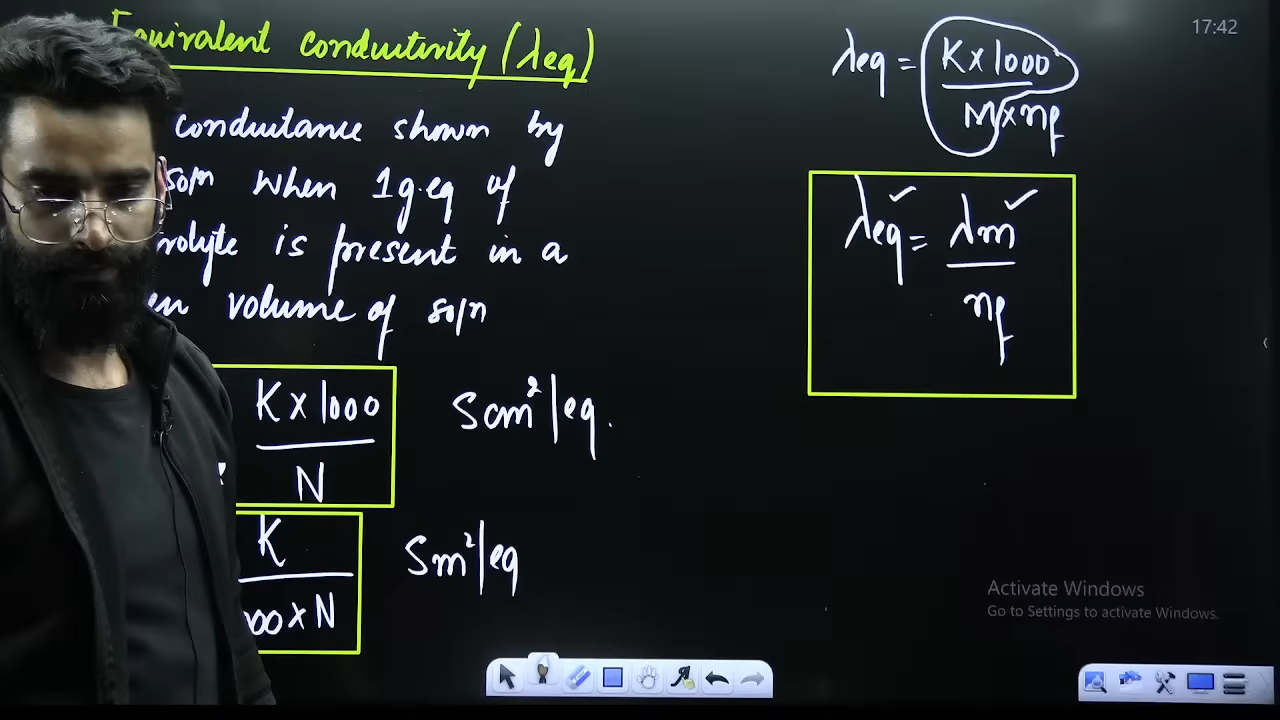 Equivalent conductivity (λeq)
conductance shown by
soln when 1g.eq of
rolyte is present in a
en volume of soln
K x 1000
N
Scm²|eq.
K
000 x N
Sm²|eq
17:42
λeq = K x 1000
M x nf
λeq = λm
nf
Activate Windows
Go to Settings to activate Windows.